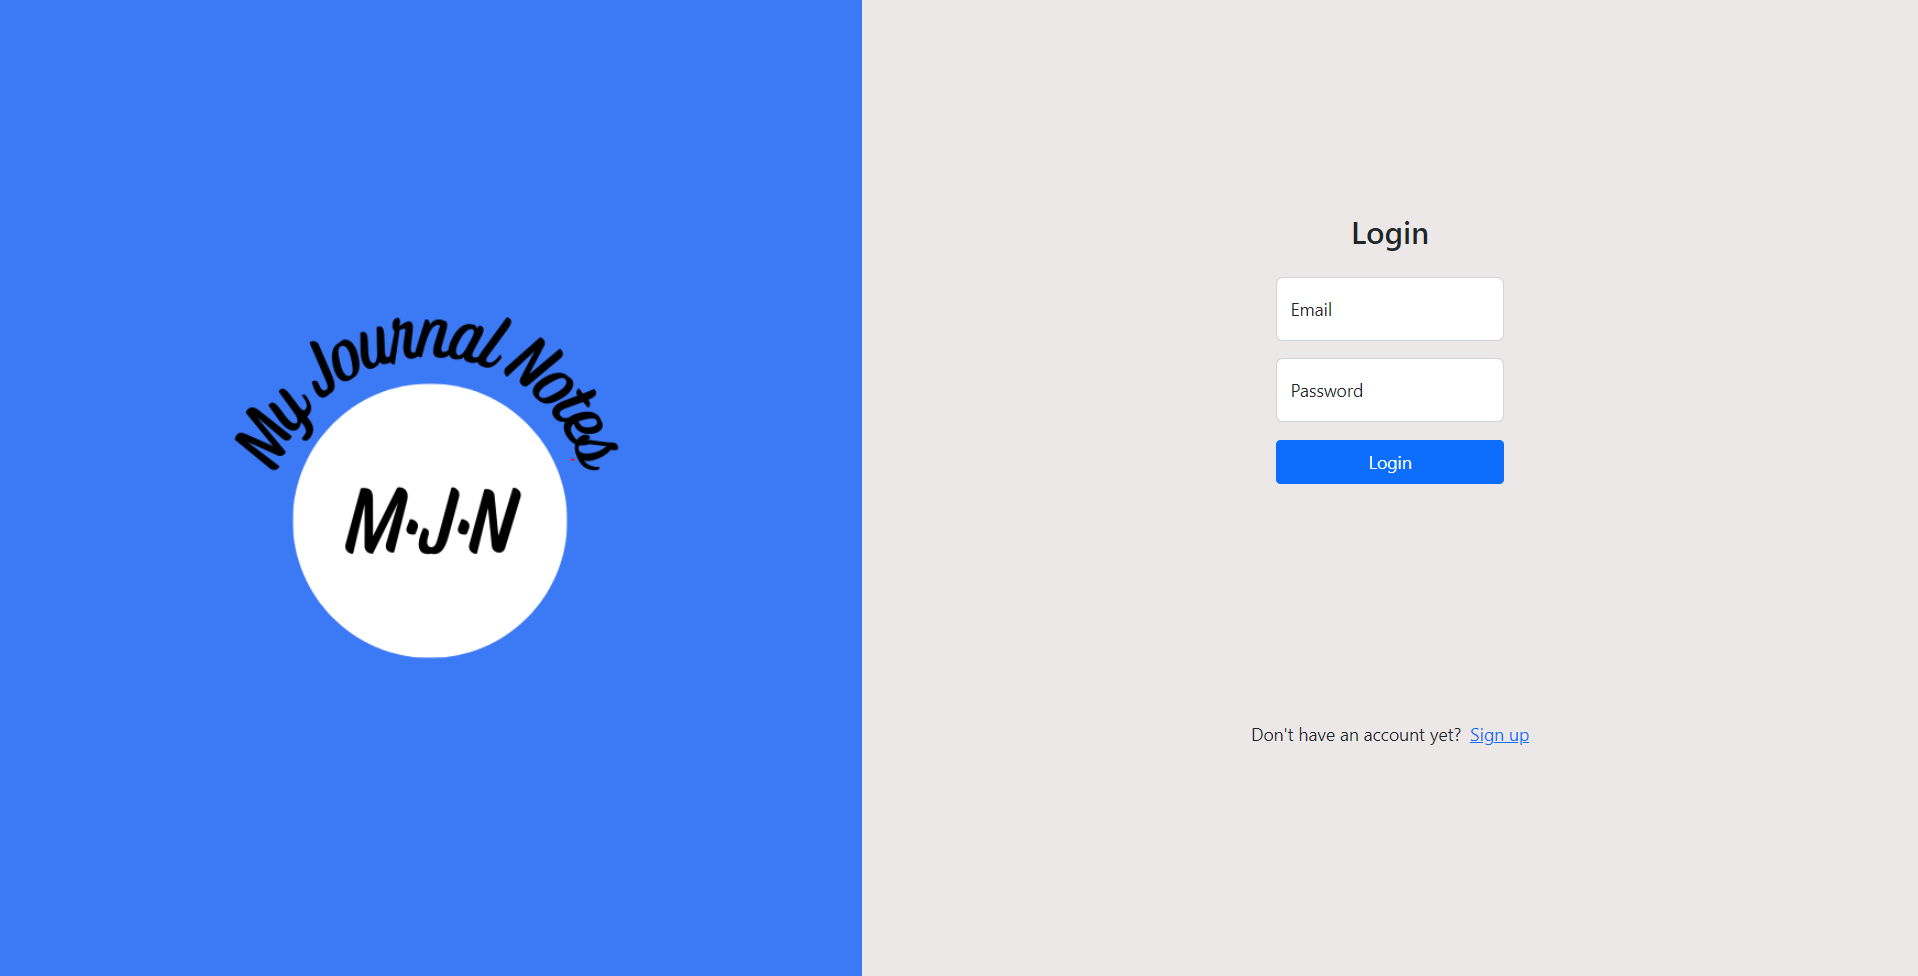 My Journal Notes
M·J·N
Login
Email
Password
Login
Don't have an account yet? Sign up